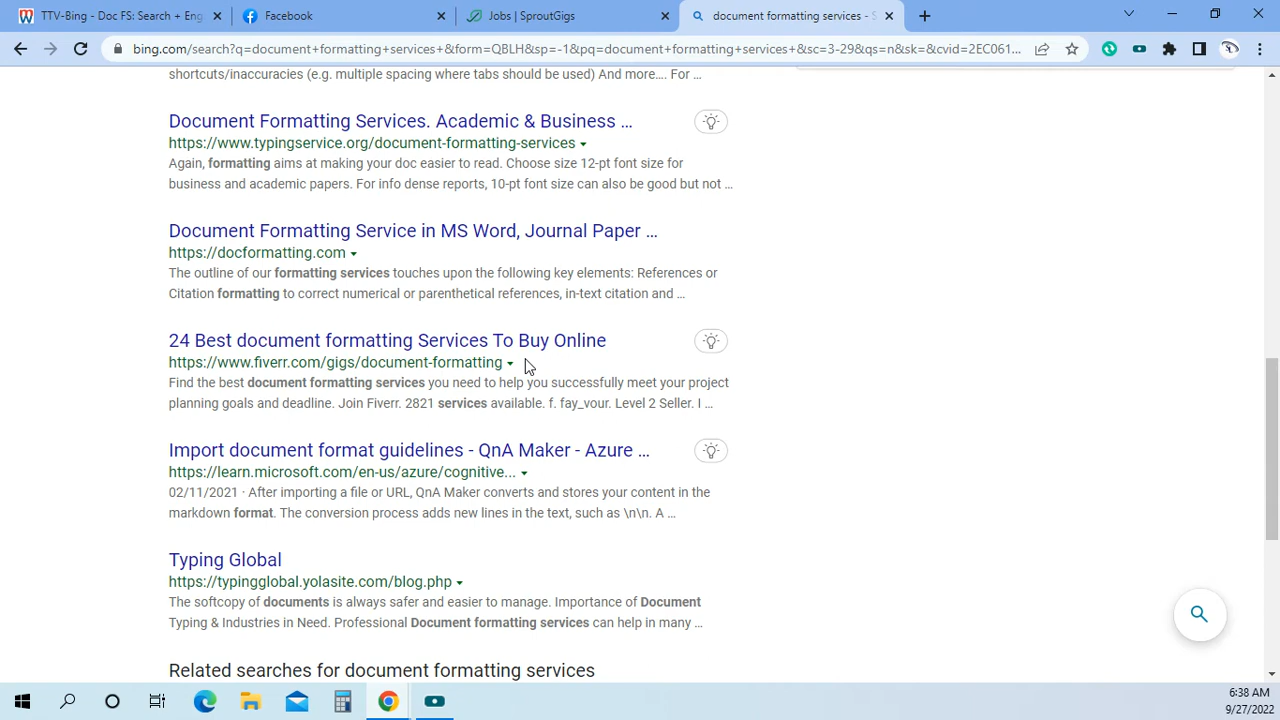 TTV-Bing - Doc FS: Search + Eng
Facebook
Jobs | SproutGigs
document formatting services - S
bing.com/search?q=document+formatting+services+&form=QBLH&sp=-1&pq=document+formatting+services+&sc=3-29&qs=n&sk=&cvid=2EC061...
shortcuts/inaccuracies (e.g. multiple spacing where tabs should be used) And more.... For ...
Document Formatting Services. Academic & Business ...
https://www.typingservice.org/document-formatting-services
Again, formatting aims at making your doc easier to read. Choose size 12-pt font size for
business and academic papers. For info dense reports, 10-pt font size can also be good but not ...
Document Formatting Service in MS Word, Journal Paper ...
https://docformatting.com
The outline of our formatting services touches upon the following key elements: References or
Citation formatting to correct numerical or parenthetical references, in-text citation and ...
24 Best document formatting Services To Buy Online
https://www.fiverr.com/gigs/document-formatting
Find the best document formatting services you need to help you successfully meet your project
planning goals and deadline. Join Fiverr. 2821 services available. f. fay_vour. Level 2 Seller. I ...
Import document format guidelines - QnA Maker - Azure ...
https://learn.microsoft.com/en-us/azure/cognitive...
02/11/2021 · After importing a file or URL, QnA Maker converts and stores your content in the
markdown format. The conversion process adds new lines in the text, such as \n\n. A ...
Typing Global
https://typingglobal.yolasite.com/blog.php
The softcopy of documents is always safer and easier to manage. Importance of Document
Typing & Industries in Need. Professional Document formatting services can help in many ...
Related searches for document formatting services
6:38 AM
9/27/2022